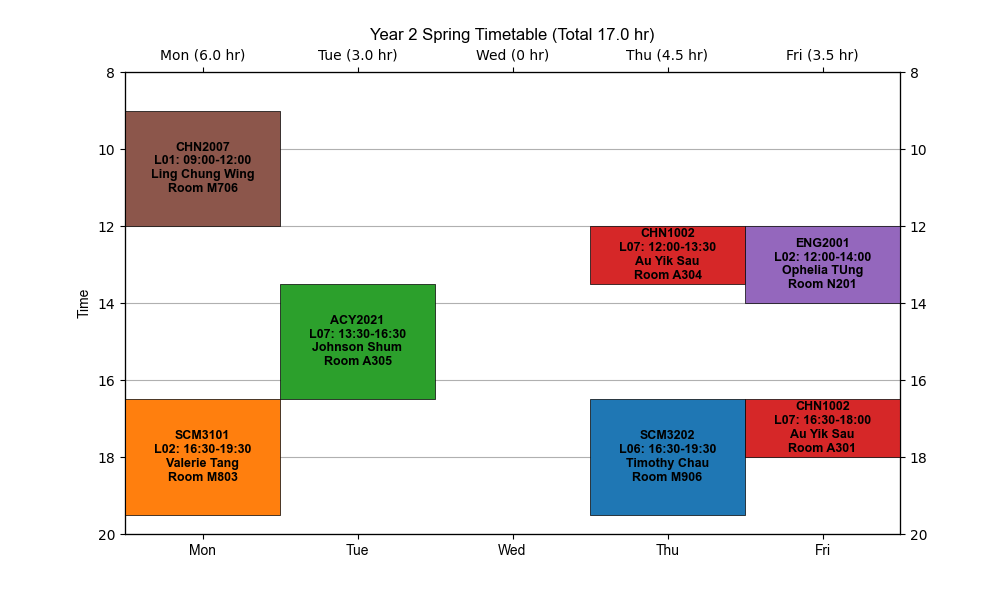 Year 2 Spring Timetable (Total 17.0 hr)
Mon (6.0 hr) Tue (3.0 hr) Wed (0 hr) Thu (4.5 hr) Fri (3.5 hr)
8 8
CHN2007
L01: 09:00-12:00
Ling Chung Wing
Room M706
10 10
12 12
CHN1002
L07: 12:00-13:30
Au Yik Sau
Room A304
ENG2001
L02: 12:00-14:00
Ophelia TUng
Room N201
Time
14 14
ACY2021
L07: 13:30-16:30
Johnson Shum
Room A305
16 16
SCM3101
L02: 16:30-19:30
Valerie Tang
Room M803
SCM3202
L06: 16:30-19:30
Timothy Chau
Room M906
CHN1002
L07: 16:30-18:00
Au Yik Sau
Room A301
18 18
20 20
Mon Tue Wed Thu Fri